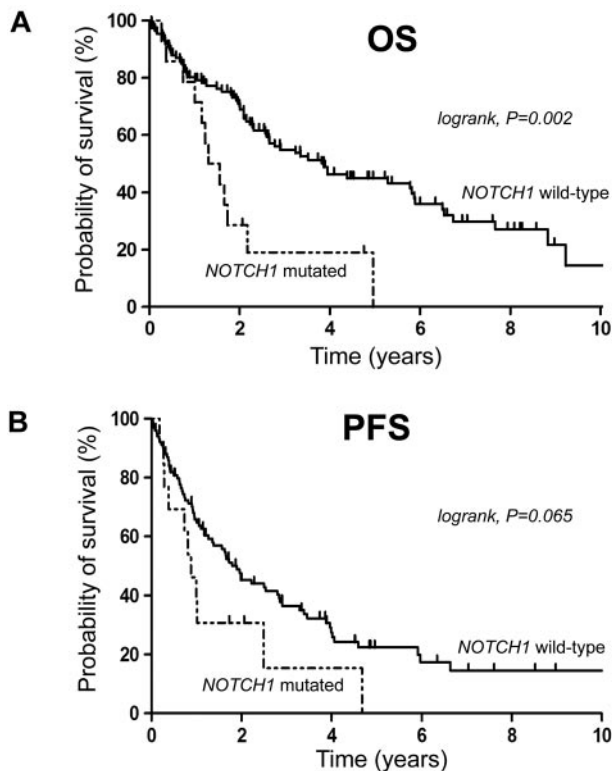 A
OS
Probability of survival (%)
100
80
60
40
20
0
logrank, P=0.002
NOTCH1 wild-type
NOTCH1 mutated
0 2 4 6 8 10
Time (years)
B
PFS
Probability of survival (%)
100
80
60
40
20
0
logrank, P=0.065
NOTCH1 wild-type
NOTCH1 mutated
0 2 4 6 8 10
Time (years)